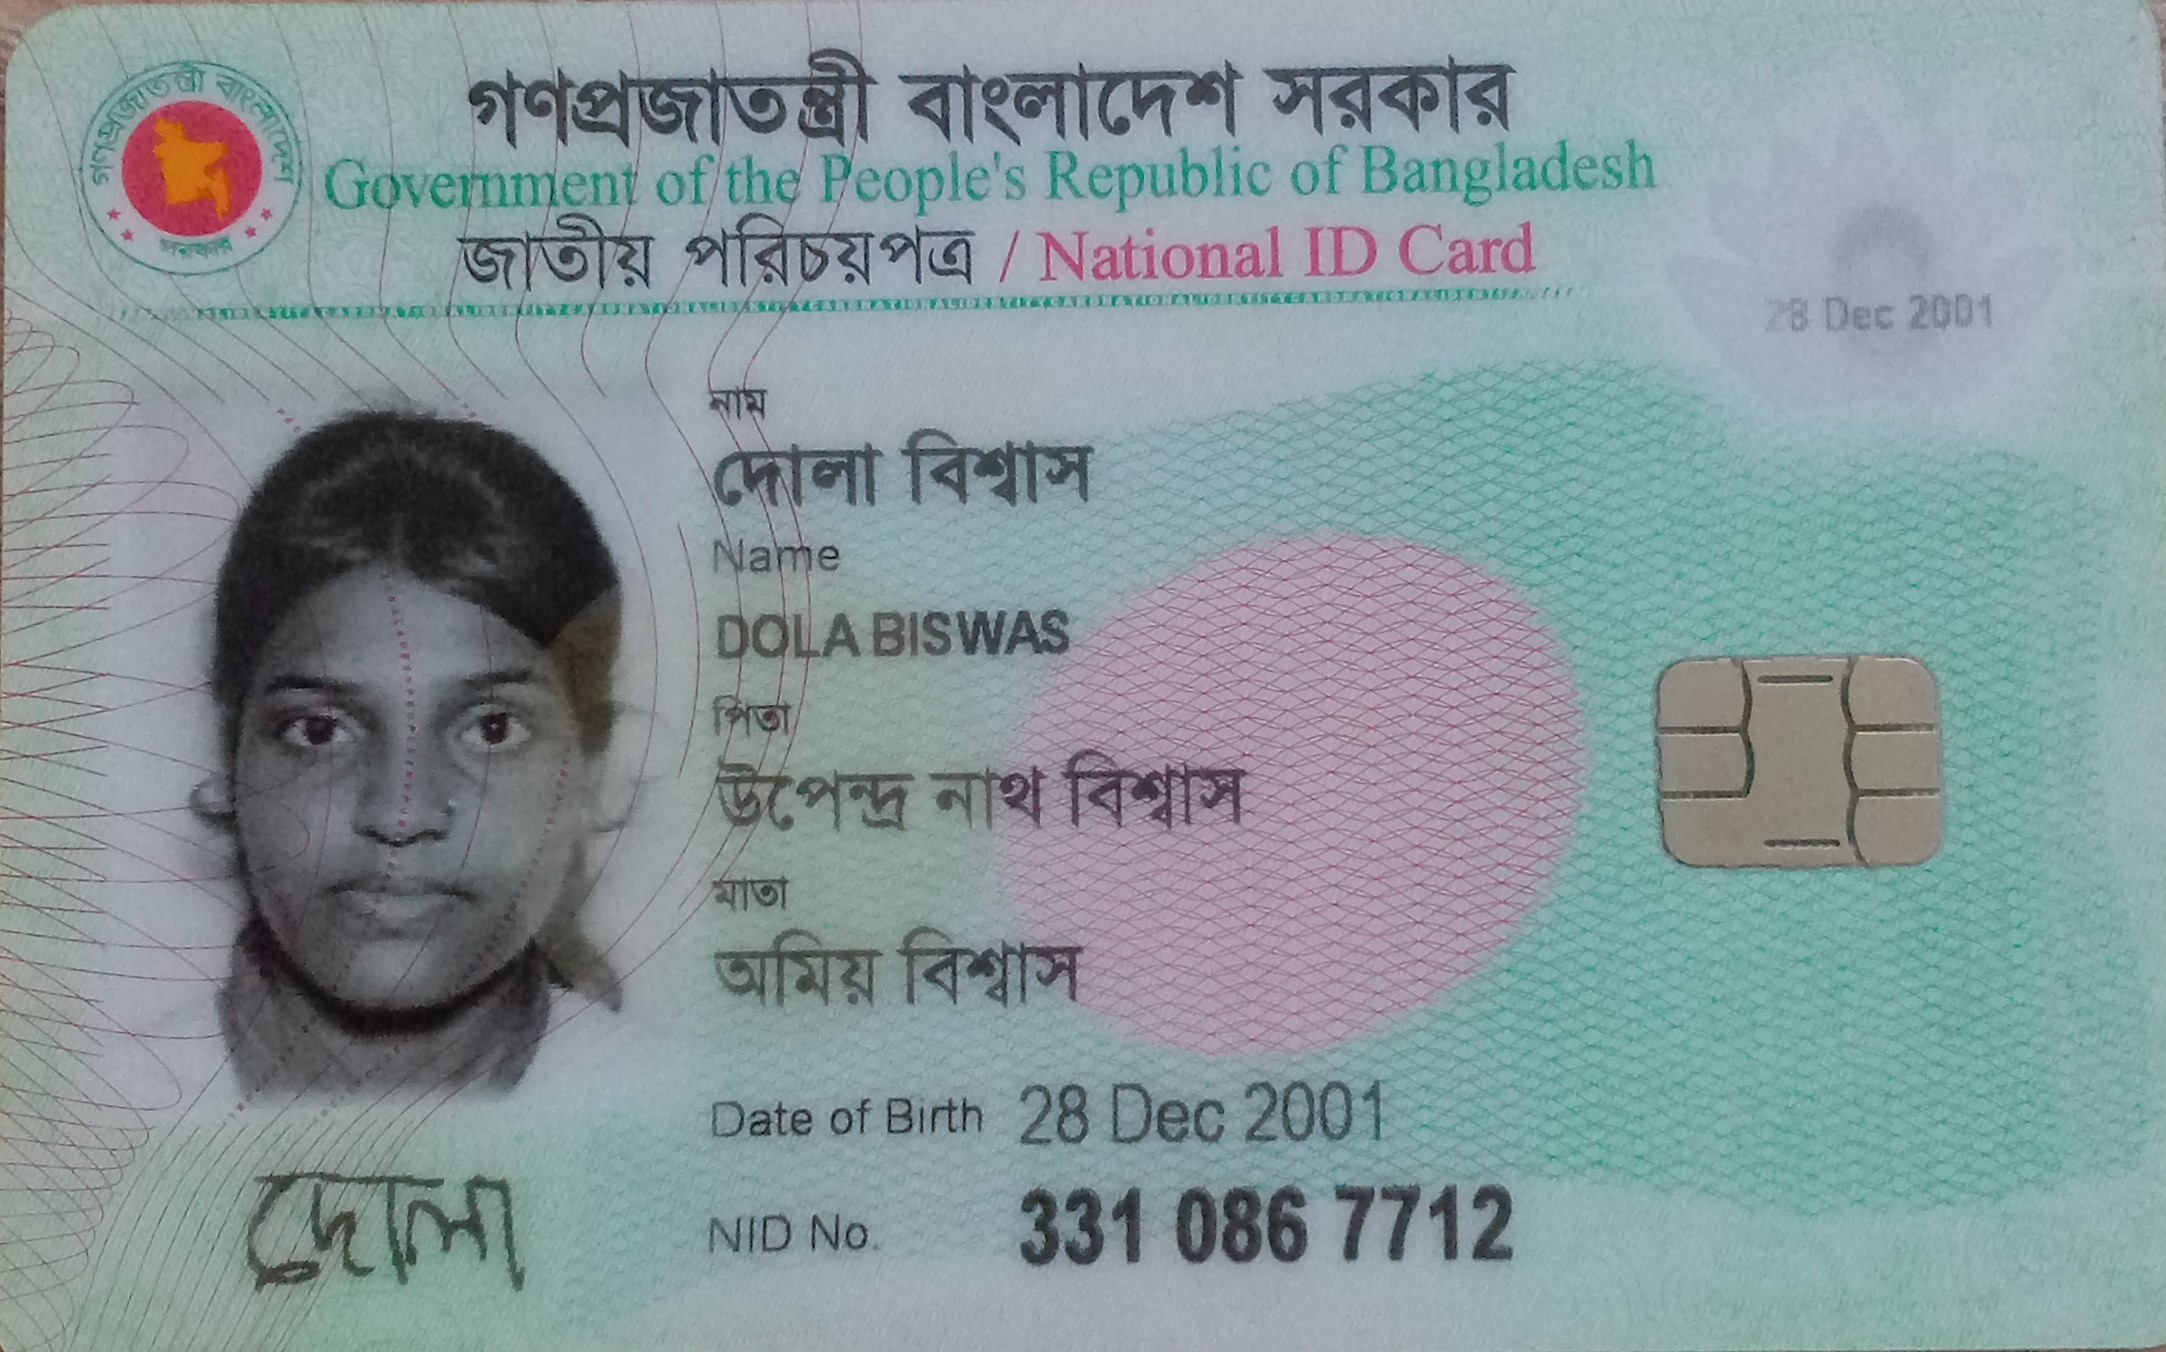 গণপ্রজাতন্ত্রী বাংলাদেশ সরকার
Government of the People's Republic of Bangladesh
জাতীয় পরিচয়পত্র / National ID Card
গণপ্রজাতন্ত্রী বাংলাদেশ
সরকার
28 Dec 2001
নাম
দোলা বিশ্বাস
Name
DOLA BISWAS
পিতা
উপেন্দ্র নাথ বিশ্বাস
মাতা
অমিয় বিশ্বাস
Date of Birth 28 Dec 2001
NID No. 331 086 7712
দোলা